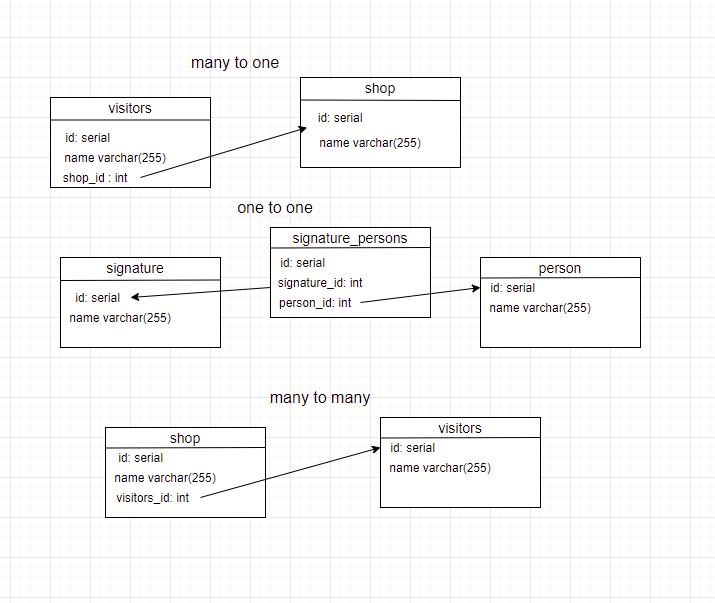 many to one
visitors
id: serial
name varchar(255)
shop_id : int
shop
id: serial
name varchar(255)
one to one
signature
id: serial
name varchar(255)
signature_persons
id: serial
signature_id: int
person_id: int
person
id: serial
name varchar(255)
many to many
shop
id: serial
name varchar(255)
visitors_id: int
visitors
id: serial
name varchar(255)